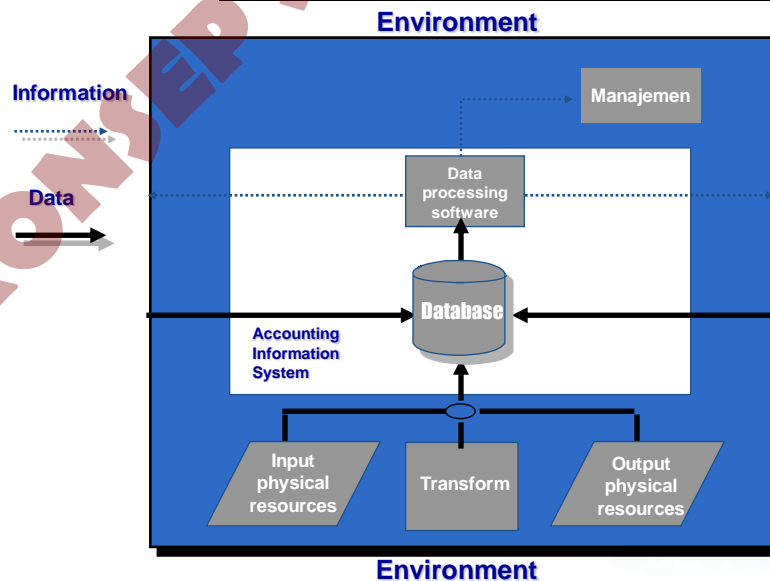 Environment
Information
Manajemen
Data
processing
software
Data
Database
Accounting
Information
System
Input
physical
resources
Transform
Output
physical
resources
Environment